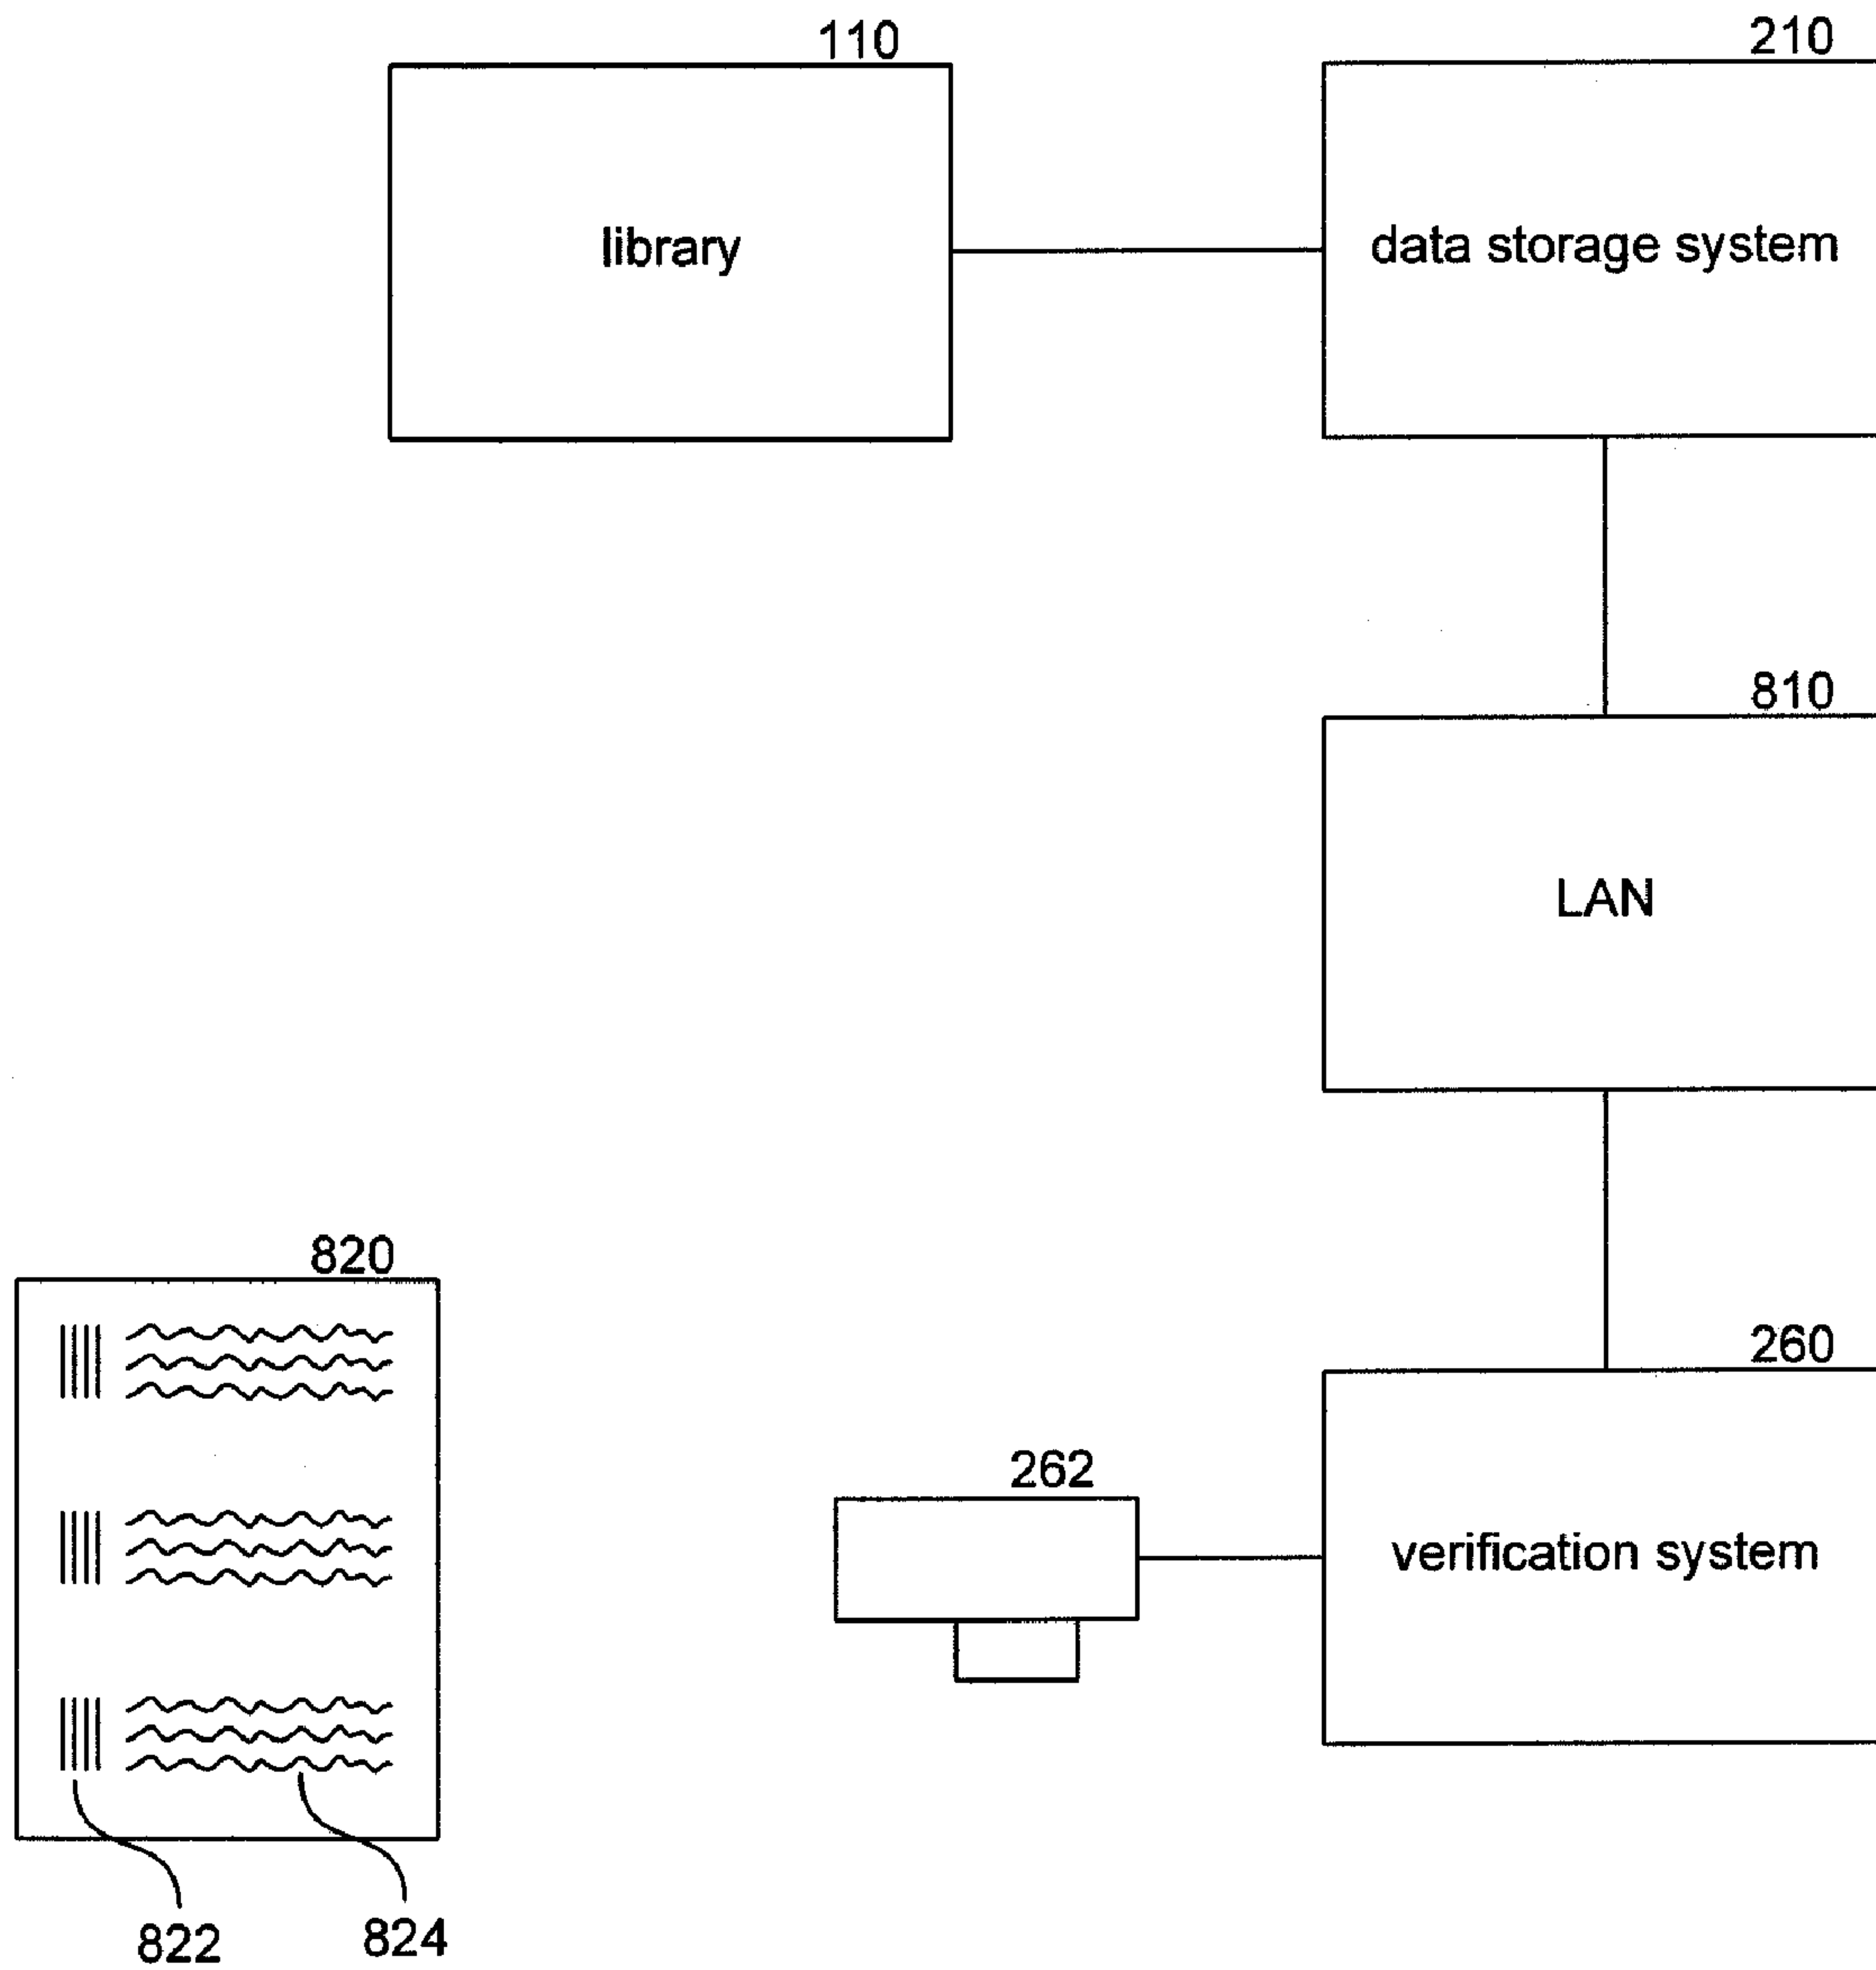 110
210
library
data storage system
810
LAN
820
260
262
verification system
822
824